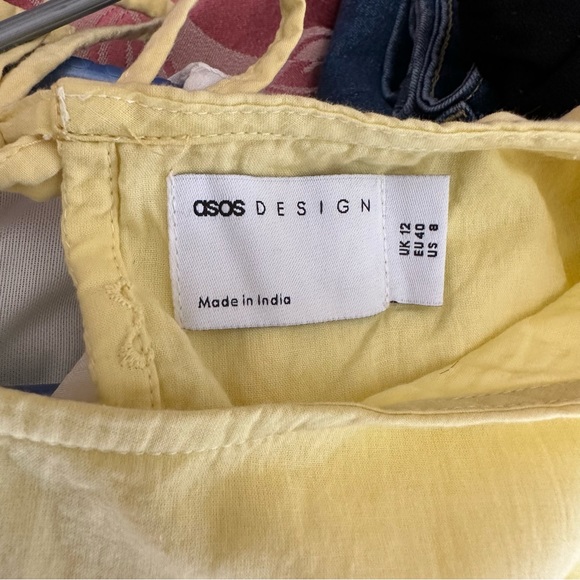 asos DESIGN
Made in India
UK 12
EU 40
US 8